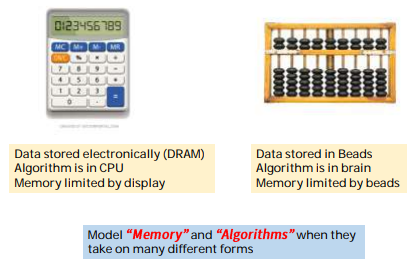 0123456789
MC M+ M- MR
7 8 9 -
4 5 6
1 2 3 =
0
Data stored electronically (DRAM)
Algorithm is in CPU
Memory limited by display
Data stored in Beads
Algorithm is in brain
Memory limited by beads
Model “Memory” and “Algorithms” when they
take on many different forms